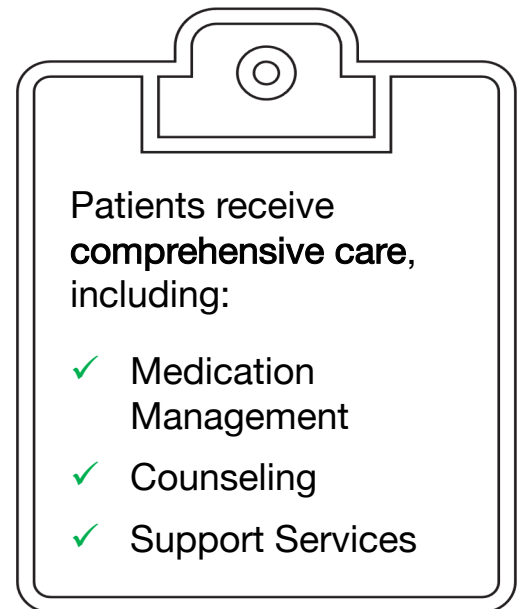 Patients receive
comprehensive care,
including:
✓ Medication
Management
✓ Counseling
✓ Support Services